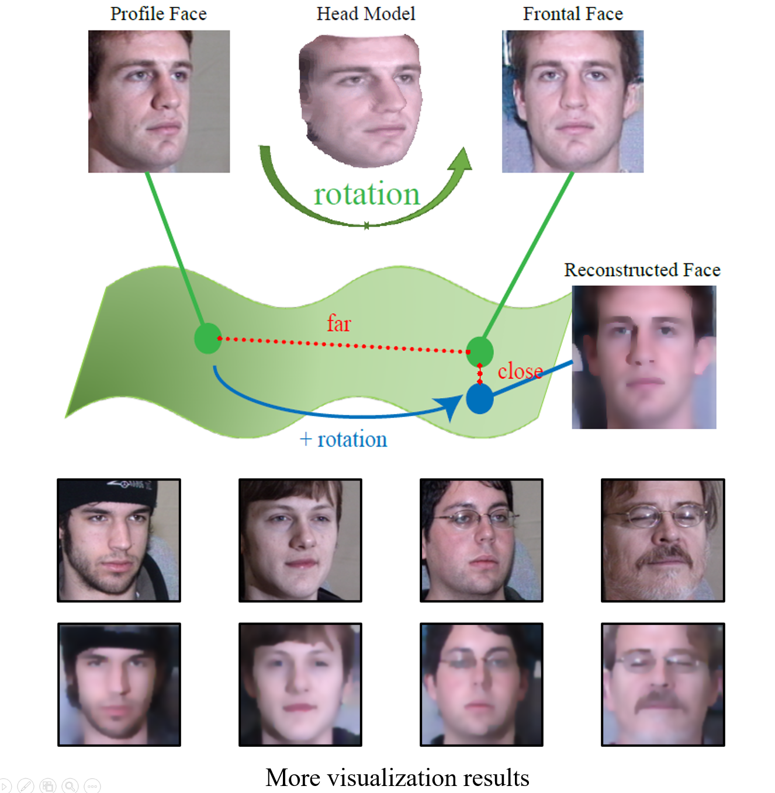 Profile Face
Head Model
Frontal Face
rotation
Reconstructed Face
far
close
+ rotation
More visualization results